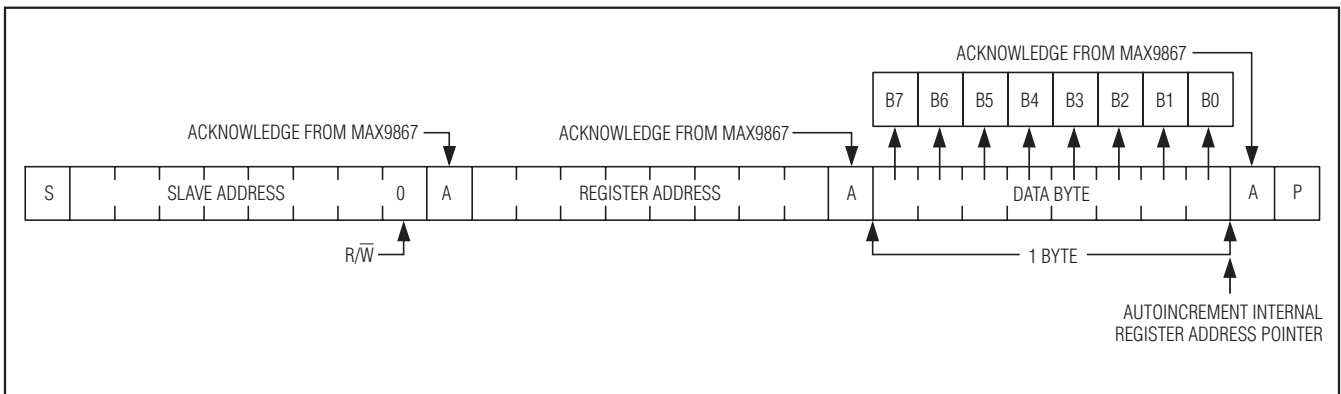 ACKNOWLEDGE FROM MAX9867
B7 B6 B5 B4 B3 B2 B1 B0
ACKNOWLEDGE FROM MAX9867 ACKNOWLEDGE FROM MAX9867
S SLAVE ADDRESS 0 A REGISTER ADDRESS A DATA BYTE A P
R/W̅ 1 BYTE
AUTOINCREMENT INTERNAL
REGISTER ADDRESS POINTER